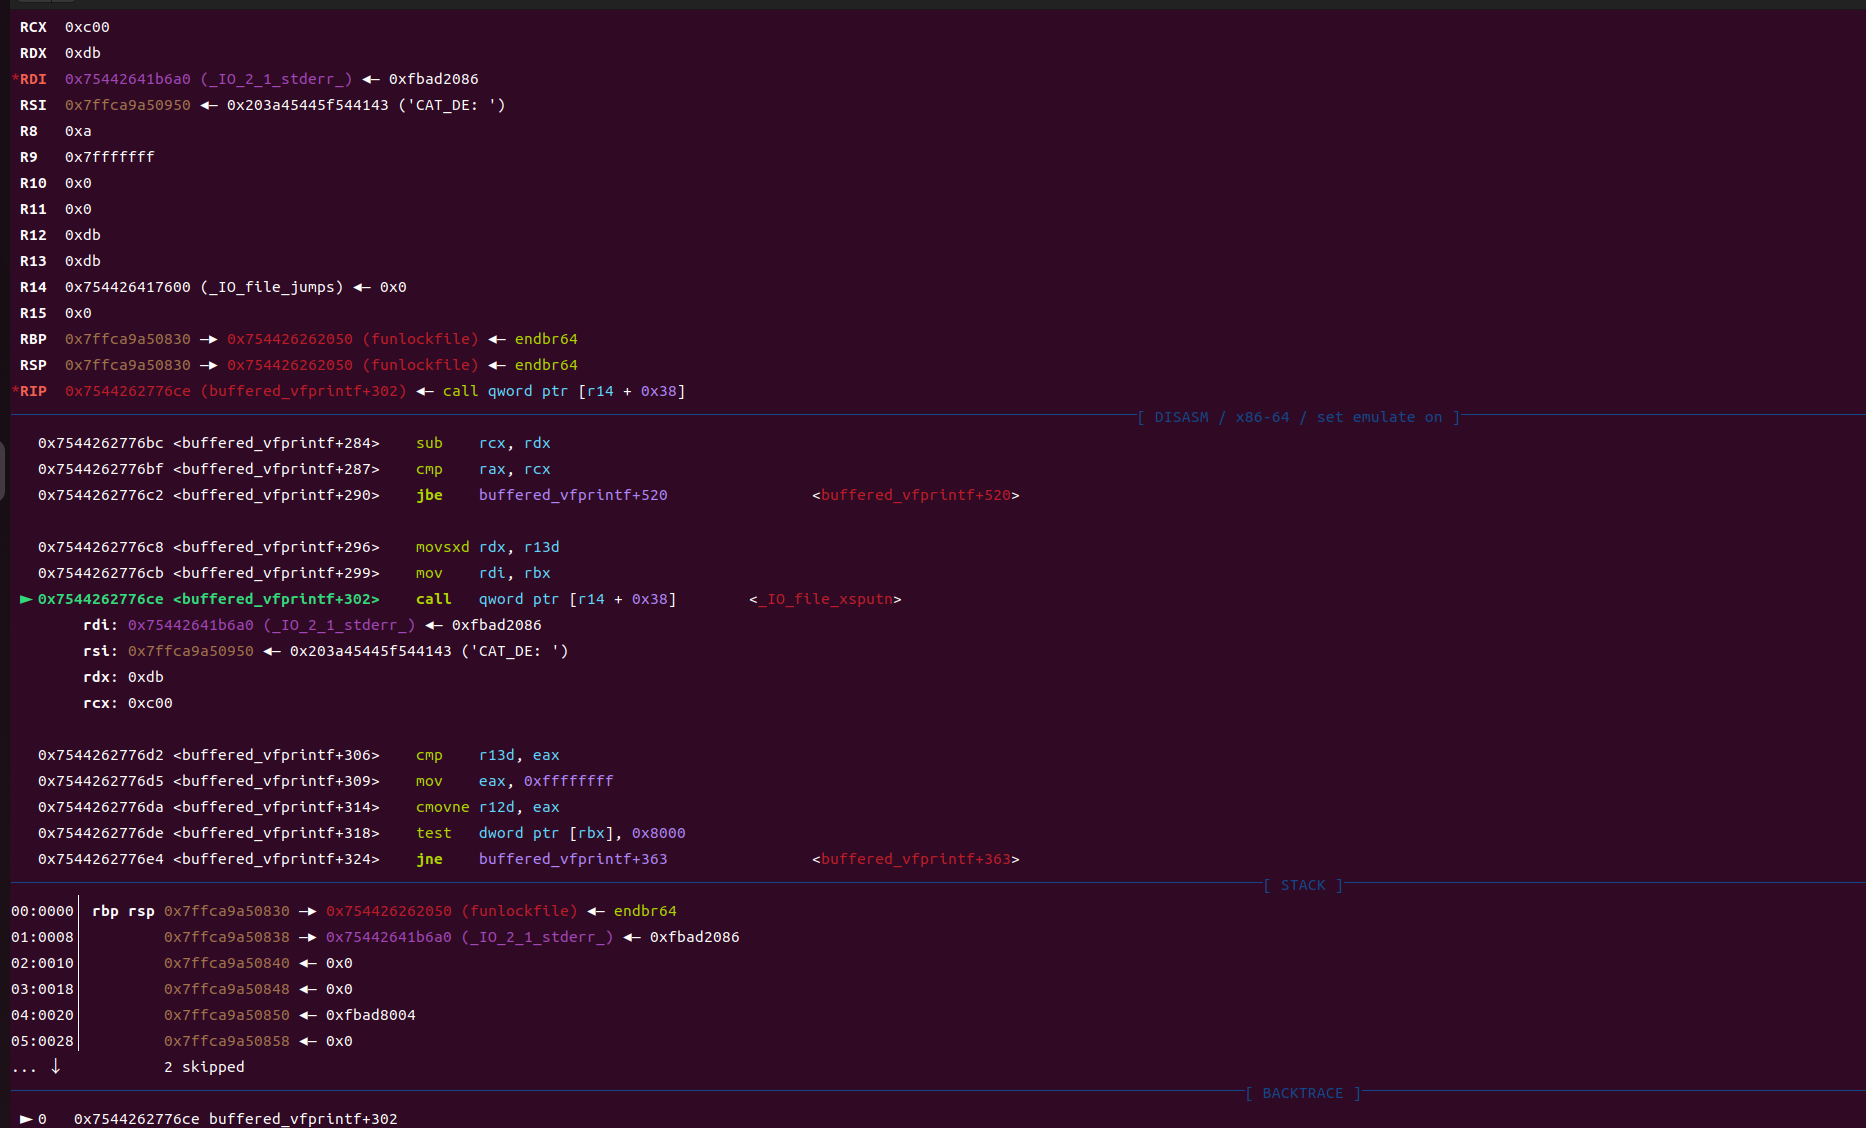 RCX 0xc00
RDX 0xdb
*RDI 0x75442641b6a0 (_IO_2_1_stderr_) ◂— 0xfbad2086
RSI 0x7ffca9a50950 ◂— 0x203a45445f544143 ('CAT_DE: ')
R8 0xa
R9 0x7fffffff
R10 0x0
R11 0x0
R12 0xdb
R13 0xdb
R14 0x754426417600 (_IO_file_jumps) ◂— 0x0
R15 0x0
RBP 0x7ffca9a50830 —▸ 0x754426262050 (funlockfile) ◂— endbr64
RSP 0x7ffca9a50830 —▸ 0x754426262050 (funlockfile) ◂— endbr64
*RIP 0x7544262776ce (buffered_vfprintf+302) ◂— call qword ptr [r14 + 0x38]
[ DISASM / x86-64 / set emulate on ]
0x7544262776bc <buffered_vfprintf+284> sub rcx, rdx
0x7544262776bf <buffered_vfprintf+287> cmp rax, rcx
0x7544262776c2 <buffered_vfprintf+290> jbe buffered_vfprintf+520 <buffered_vfprintf+520>
0x7544262776c8 <buffered_vfprintf+296> movsxd rdx, r13d
0x7544262776cb <buffered_vfprintf+299> mov rdi, rbx
► 0x7544262776ce <buffered_vfprintf+302> call qword ptr [r14 + 0x38] <_IO_file_xsputn>
rdi: 0x75442641b6a0 (_IO_2_1_stderr_) ◂— 0xfbad2086
rsi: 0x7ffca9a50950 ◂— 0x203a45445f544143 ('CAT_DE: ')
rdx: 0xdb
rcx: 0xc00
0x7544262776d2 <buffered_vfprintf+306> cmp r13d, eax
0x7544262776d5 <buffered_vfprintf+309> mov eax, 0xffffffff
0x7544262776da <buffered_vfprintf+314> cmovne r12d, eax
0x7544262776de <buffered_vfprintf+318> test dword ptr [rbx], 0x8000
0x7544262776e4 <buffered_vfprintf+324> jne buffered_vfprintf+363 <buffered_vfprintf+363>
[ STACK ]
00:0000│ rbp rsp 0x7ffca9a50830 —▸ 0x754426262050 (funlockfile) ◂— endbr64
01:0008│ 0x7ffca9a50838 —▸ 0x75442641b6a0 (_IO_2_1_stderr_) ◂— 0xfbad2086
02:0010│ 0x7ffca9a50840 ◂— 0x0
03:0018│ 0x7ffca9a50848 ◂— 0x0
04:0020│ 0x7ffca9a50850 ◂— 0xfbad8004
05:0028│ 0x7ffca9a50858 ◂— 0x0
... ↓ 2 skipped
[ BACKTRACE ]
► 0 0x7544262776ce buffered_vfprintf+302